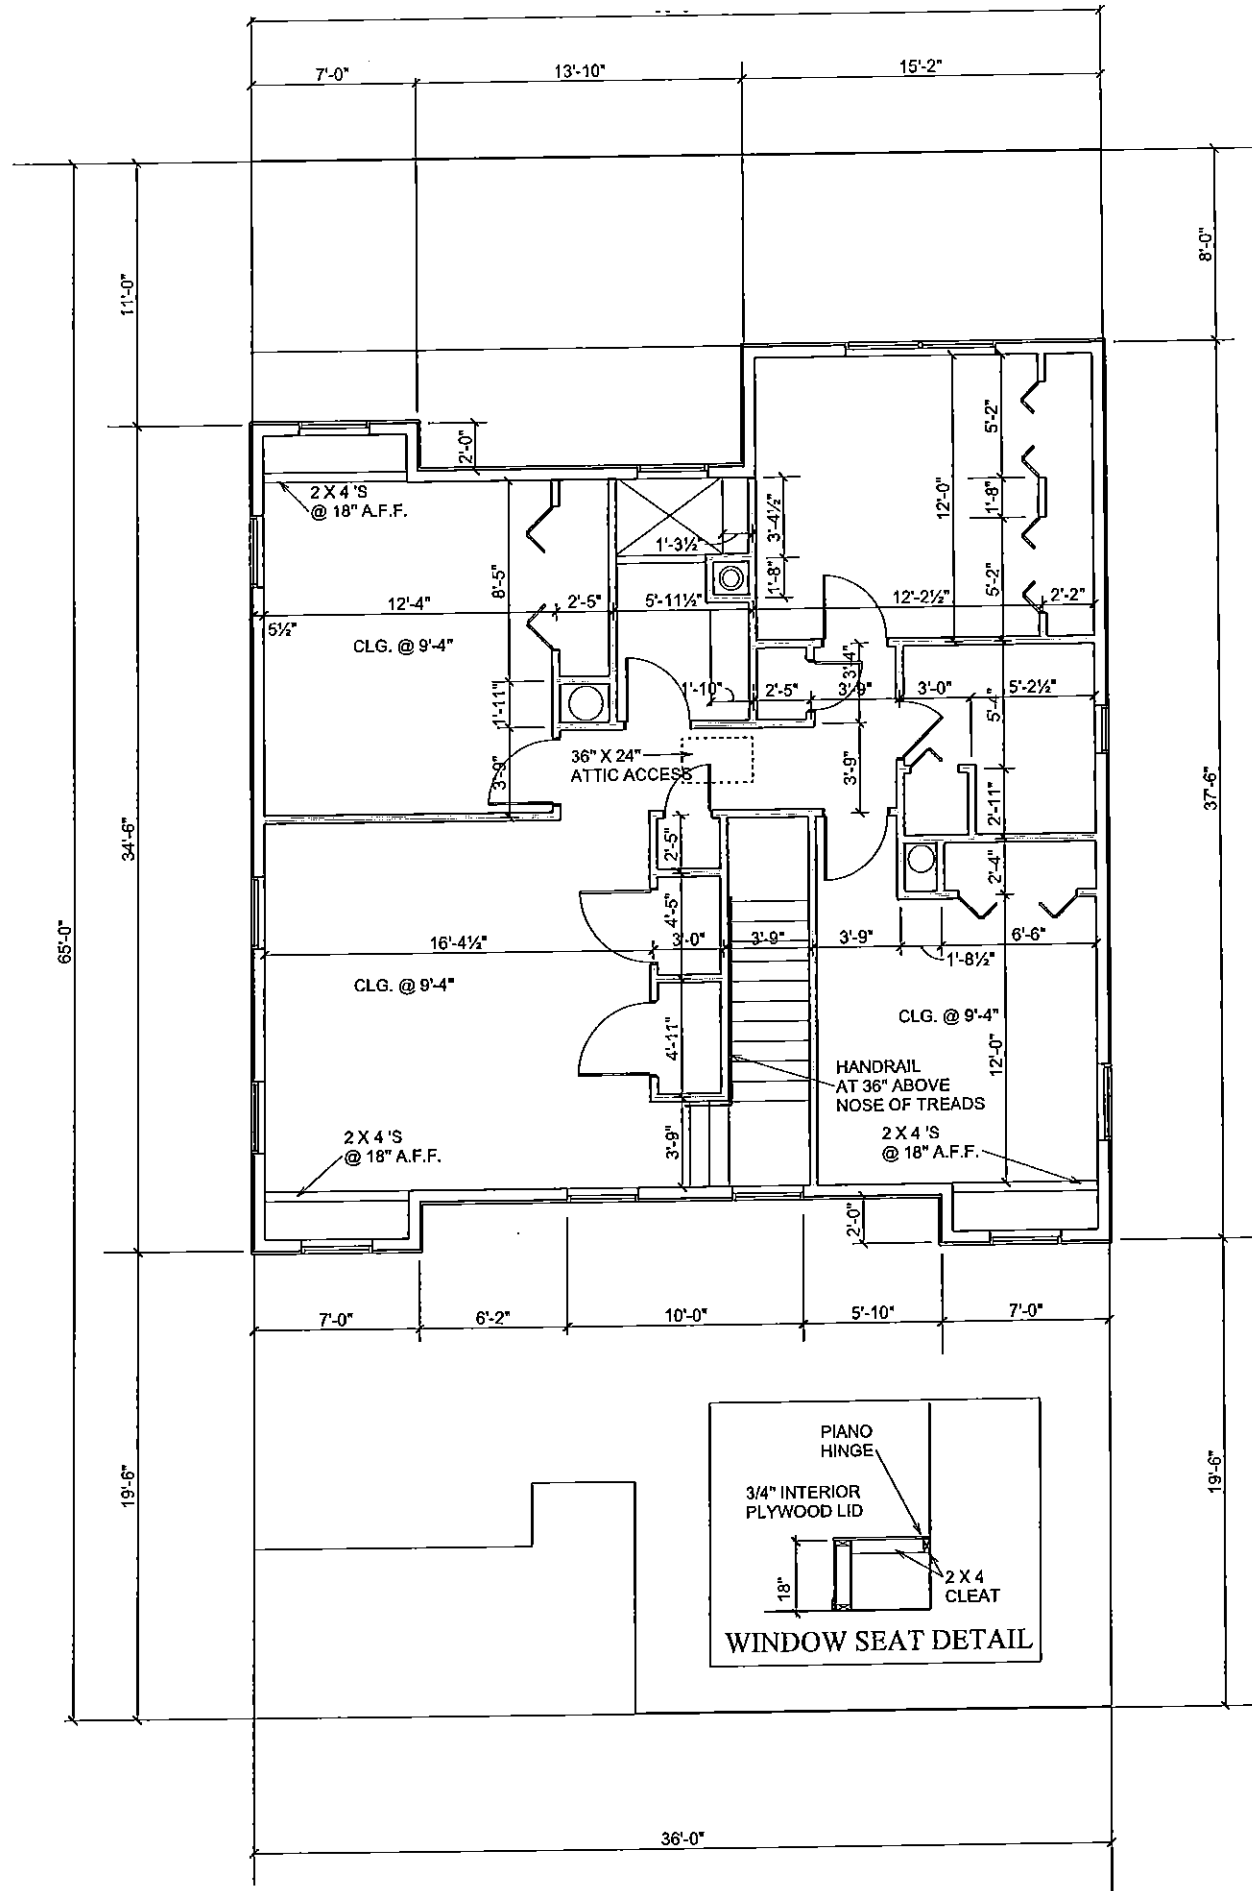 7'-0"
13'-10"
15'-2"
11'-0"
8'-0"
2'-0"
5'-2"
12'-0"
1'-8"
2 X 4 'S
@ 18" A.F.F.
3'-4½"
1'-3½"
8'-5"
1'-8"
5'-2"
12'-4"
2'-5"
5'-11½"
12'-2½"
2'-2"
5½"
CLG. @ 9'-4"
3'-4"
1'-11"
1'-10"
2'-5"
3'-9"
3'-0"
5'-2½"
5'-4"
36" X 24"
ATTIC ACCESS
3'-9"
3'-9"
2'-11"
37'-6"
34'-6"
2'-5"
2'-4"
4'-5"
65'-0"
16'-4½"
3'-0"
3'-9"
3'-9"
6'-6"
1'-8½"
CLG. @ 9'-4"
CLG. @ 9'-4"
4'-11"
12'-0"
HANDRAIL
AT 36" ABOVE
NOSE OF TREADS
2 X 4 'S
@ 18" A.F.F.
3'-9"
2 X 4 'S
@ 18" A.F.F.
2'-0"
7'-0"
6'-2"
10'-0"
5'-10"
7'-0"
19'-6"
19'-6"
PIANO
HINGE
3/4" INTERIOR
PLYWOOD LID
18"
2 X 4
CLEAT
WINDOW SEAT DETAIL
36'-0"